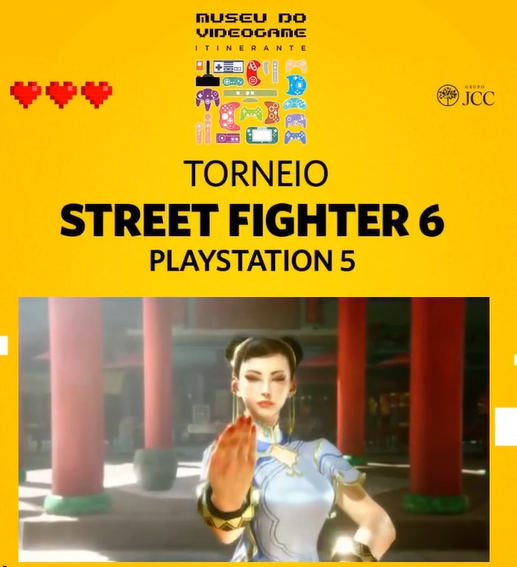 MUSEU DO
VIDEOGAME
ITINERANTE
GRUPO
JCC
TORNEIO
STREET FIGHTER 6
PLAYSTATION 5